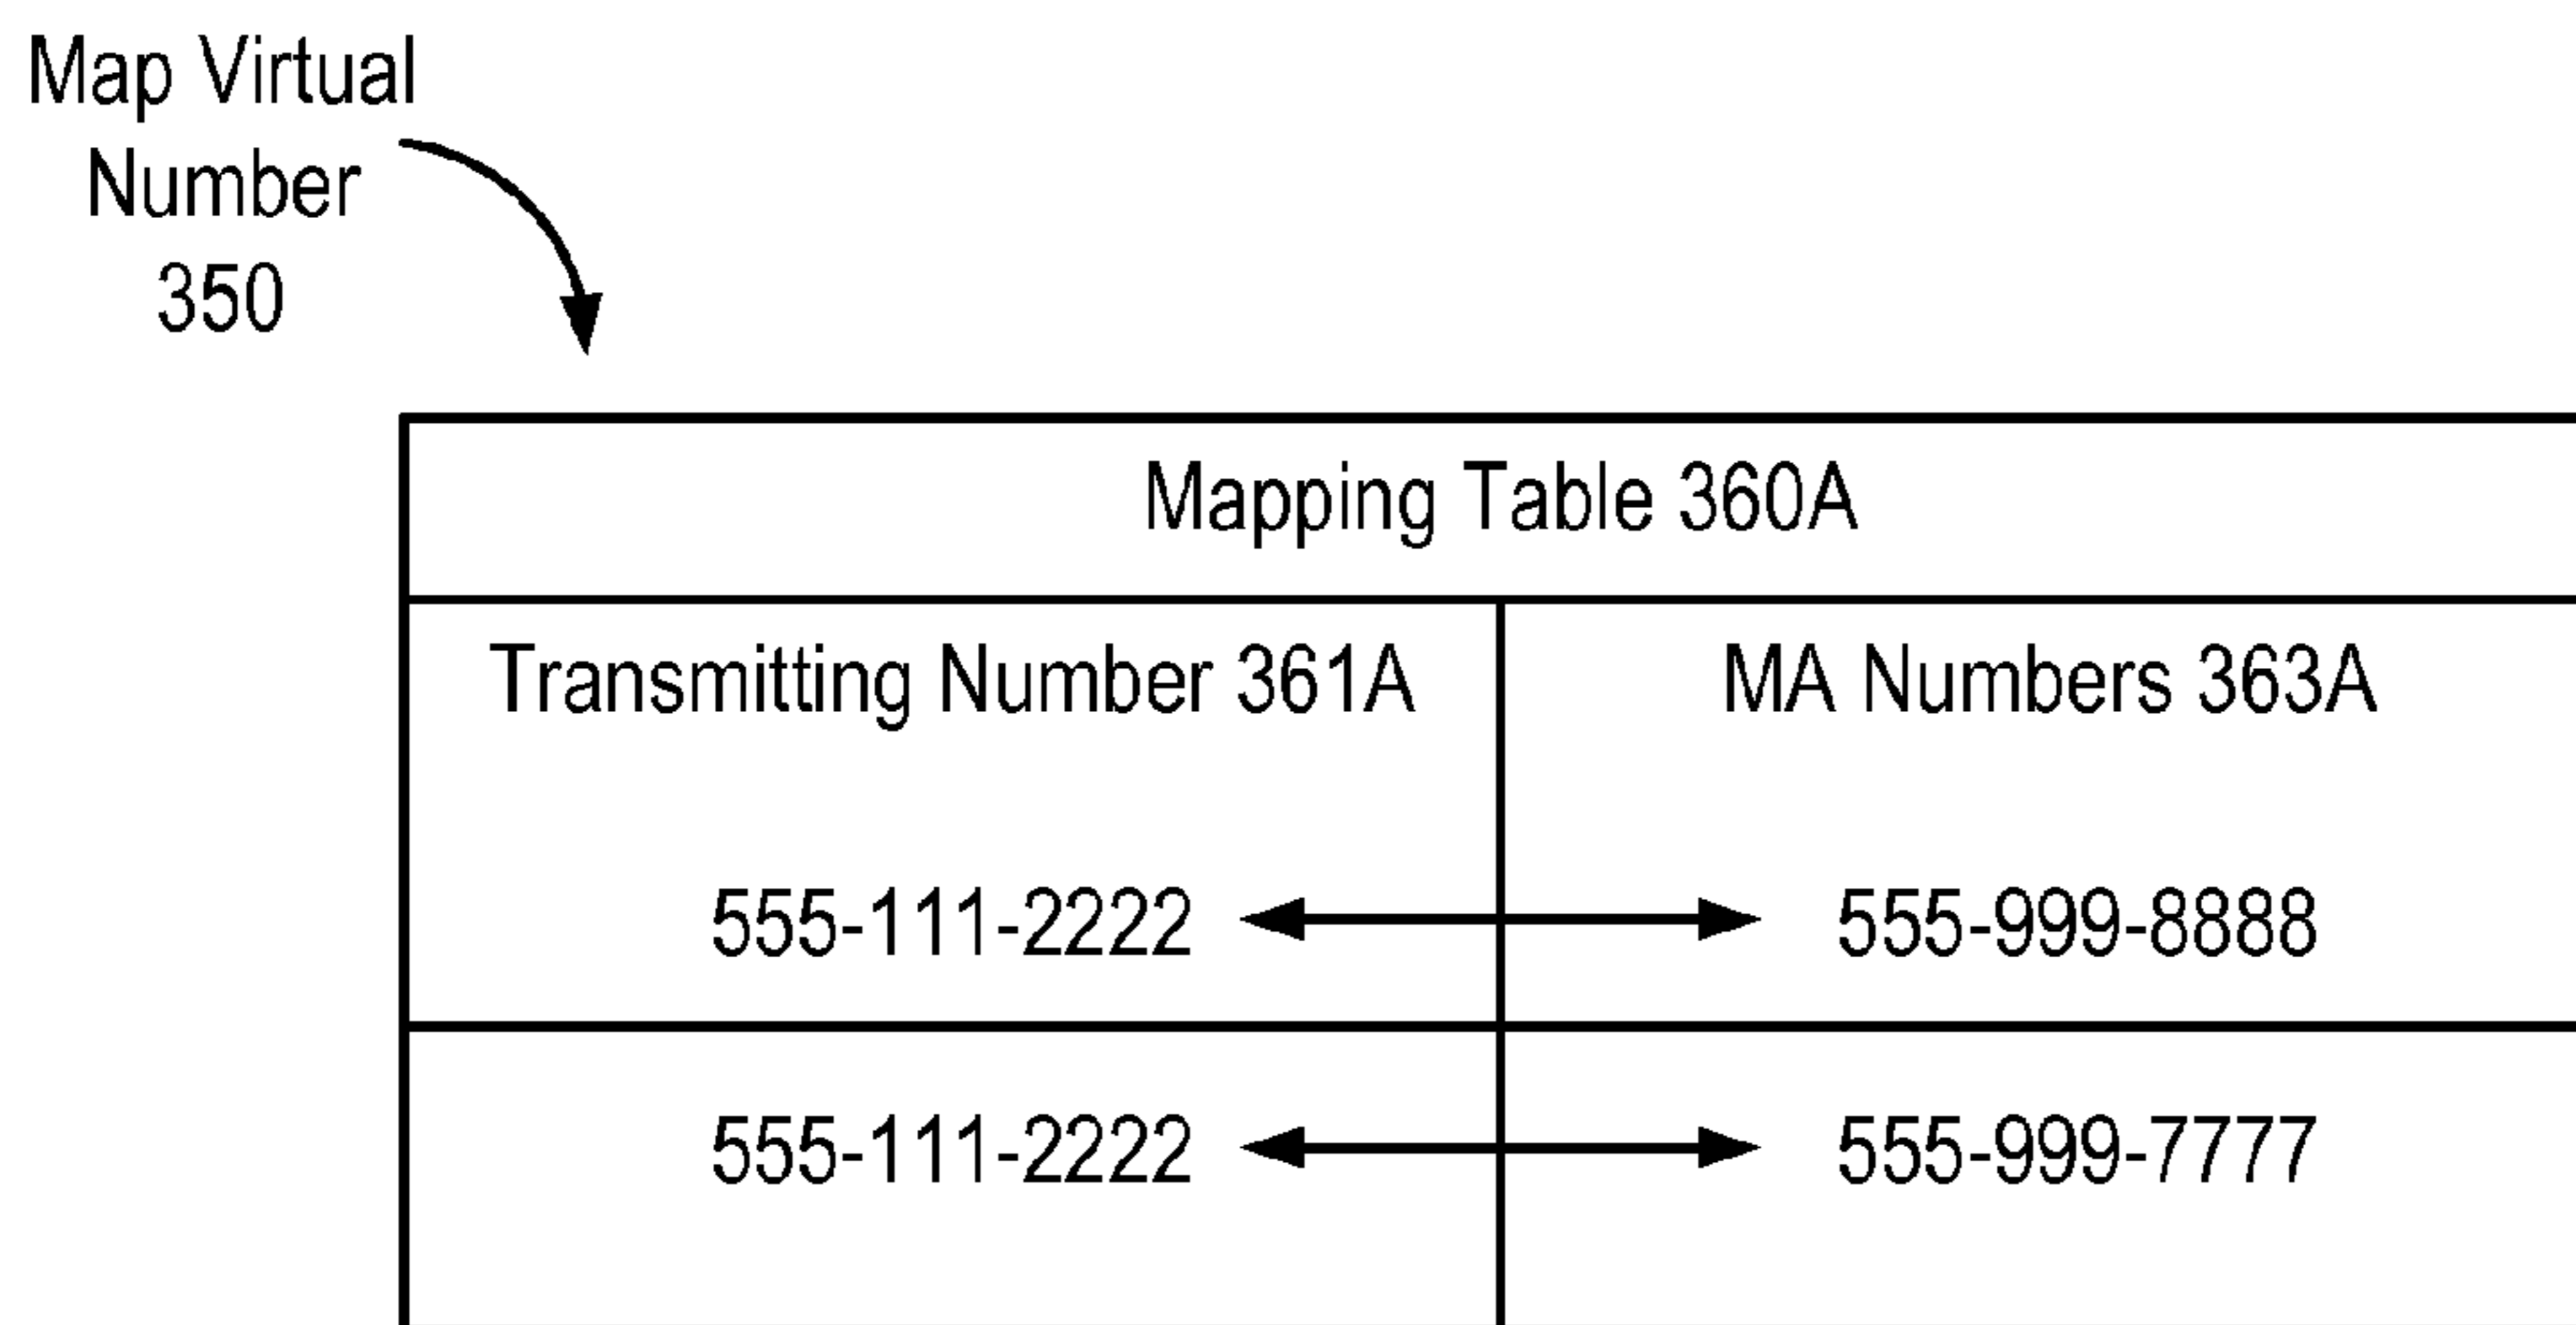 Map Virtual
Number
350
Mapping Table 360A
Transmitting Number 361A
MA Numbers 363A
555-111-2222
555-999-8888
555-111-2222
555-999-7777